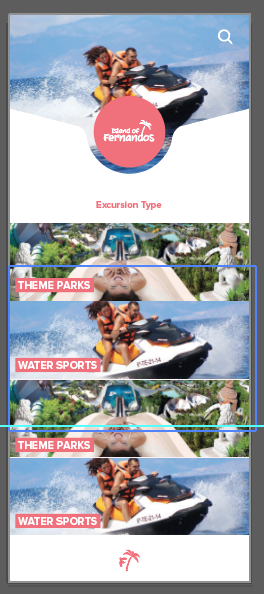 Island of
Fernandos
Excursion Type
THEME PARKS
WATER SPORTS
THEME PARKS
WATER SPORTS
F